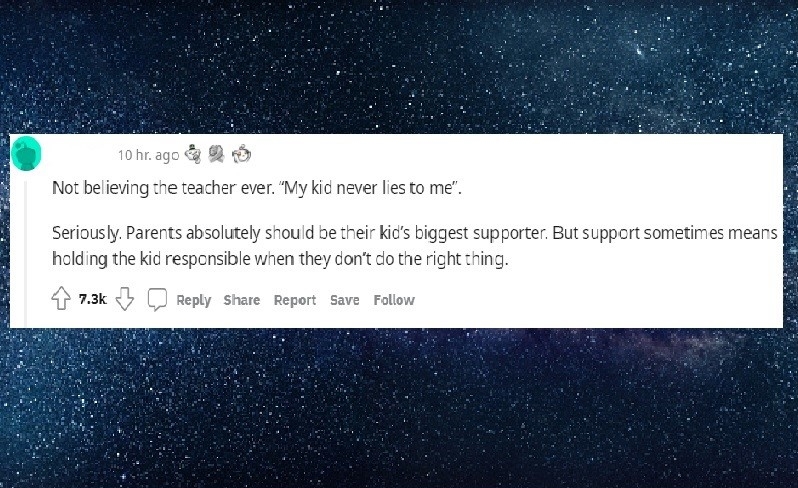 10 hr. ago
Not believing the teacher ever. “My kid never lies to me”.
Seriously. Parents absolutely should be their kid’s biggest supporter. But support sometimes means
holding the kid responsible when they don’t do the right thing.
7.3k Reply Share Report Save Follow